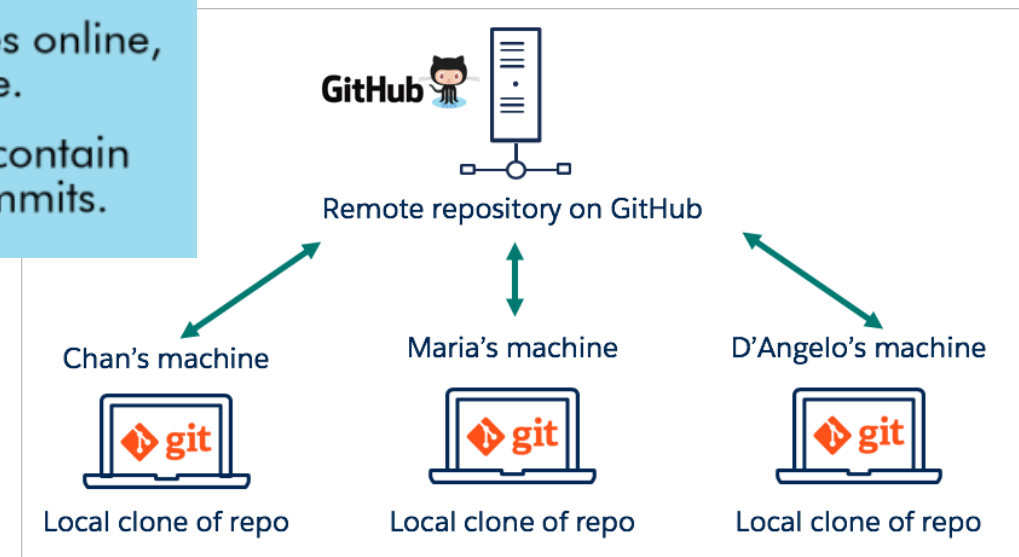 s online,
e.
contain
mmits.
GitHub
Remote repository on GitHub
Chan's machine
Maria's machine
D'Angelo's machine
git
git
git
Local clone of repo
Local clone of repo
Local clone of repo